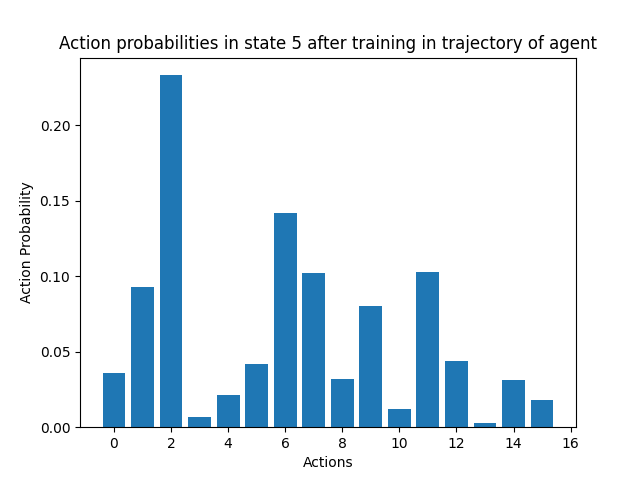 Action probabilities in state 5 after training in trajectory of agent
Action Probability
0.20
0.15
0.10
0.05
0.00
0 2 4 6 8 10 12 14 16
Actions